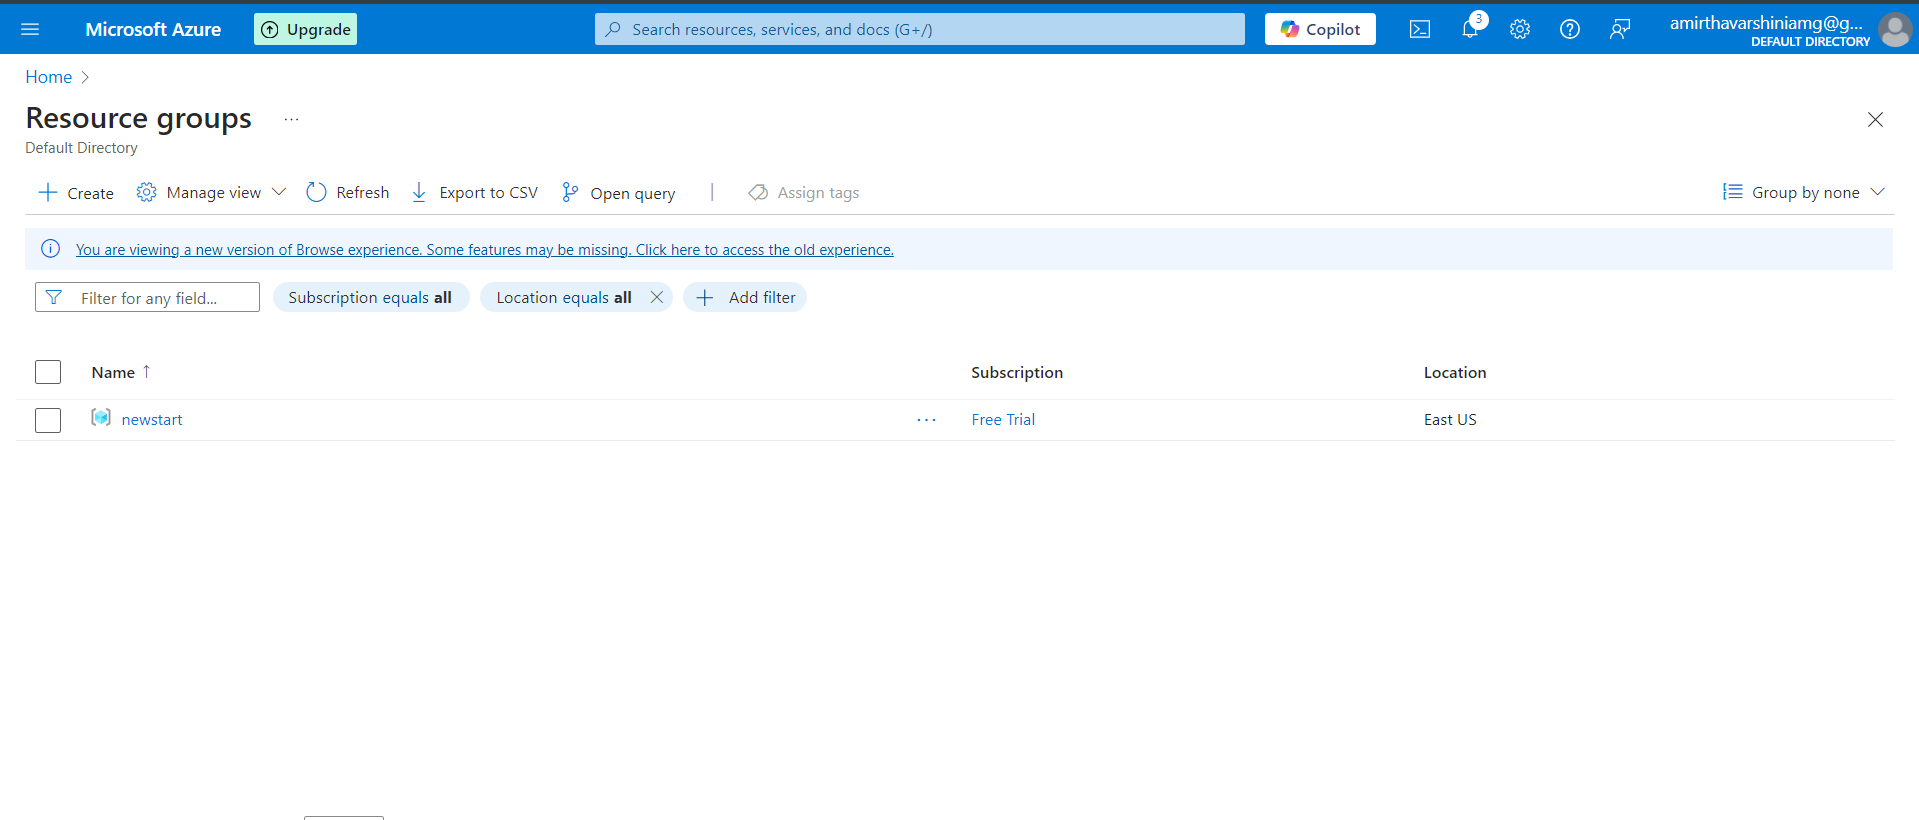 Microsoft Azure
Upgrade
Search resources, services, and docs (G+/)
Copilot
3
amirthavarshiniamg@g...
DEFAULT DIRECTORY
Home
Resource groups ...
Default Directory
Create
Manage view
Refresh
Export to CSV
Open query
Assign tags
Group by none
You are viewing a new version of Browse experience. Some features may be missing. Click here to access the old experience.
Filter for any field...
Subscription equals all
Location equals all
Add filter
Name ↑ Subscription Location
newstart ... Free Trial East US